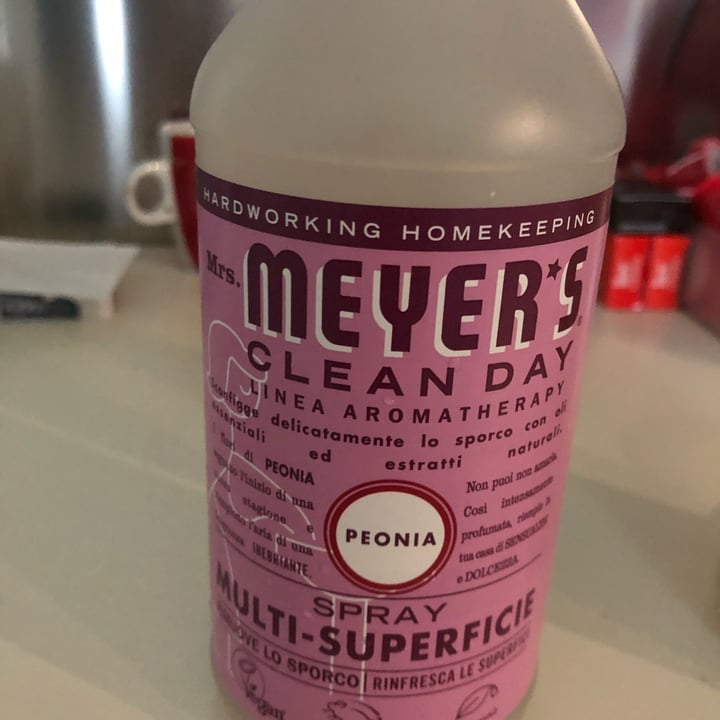 HARDWORKING HOMEKEEPING
Mrs.
MEYER'S
CLEAN DAY
LINEA AROMATHERAPY
Sconfigge delicatamente lo sporco con oli
essenziali ed estratti naturali.
I fiori di PEONIA
l'inizio di una
stagione e
l'aria di una
INEBRIANTE.
PEONIA
Non puoi non amarla.
Così intensamente
profumata, riempie la
tua casa di SENSUALITÀ
e DOLCEZZA.
SPRAY
MULTI-SUPERFICIE
RIMUOVE LO SPORCO | RINFRESCA LE SUPERFICI
Vegan